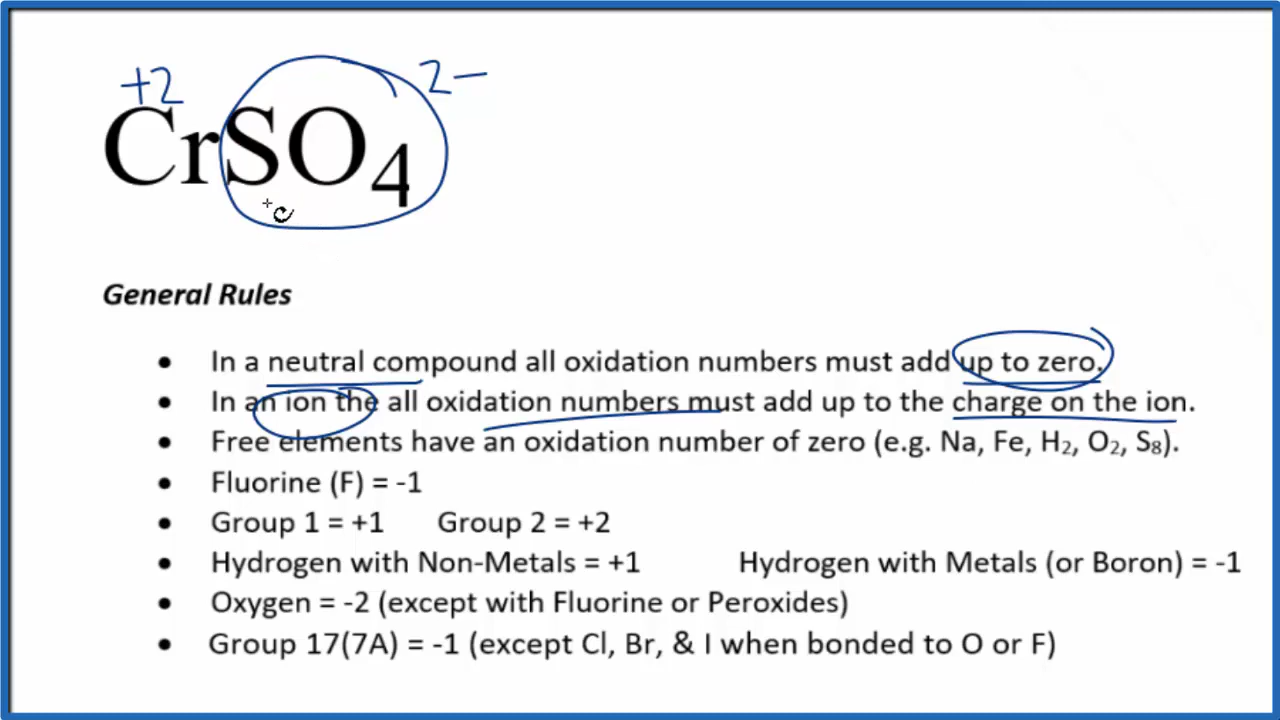 +2 2-
CrSO₄
General Rules
• In a neutral compound all oxidation numbers must add up to zero.
• In an ion the all oxidation numbers must add up to the charge on the ion.
• Free elements have an oxidation number of zero (e.g. Na, Fe, H₂, O₂, S₈).
• Fluorine (F) = -1
• Group 1 = +1 Group 2 = +2
• Hydrogen with Non-Metals = +1 Hydrogen with Metals (or Boron) = -1
• Oxygen = -2 (except with Fluorine or Peroxides)
• Group 17(7A) = -1 (except Cl, Br, & I when bonded to O or F)